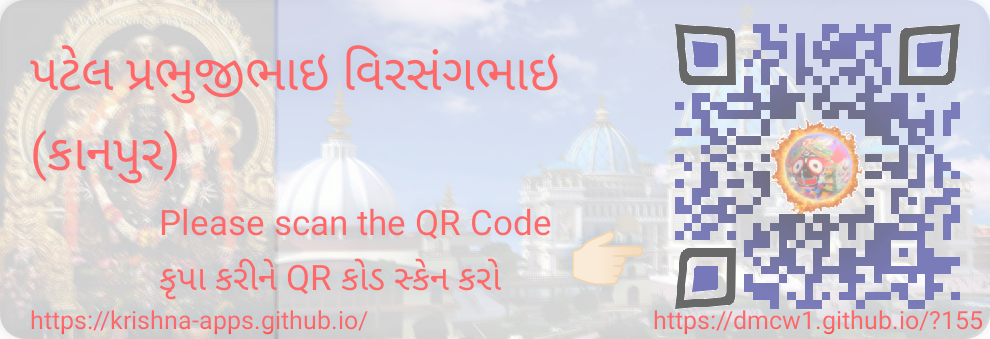 પટેલ પ્રભુજીભાઇ વિરસંગભાઇ
(કાનપુર)
Please scan the QR Code
કૃપા કરીને QR કોડ સ્કેન કરો
https://krishna-apps.github.io/
https://dmcw1.github.io/?155